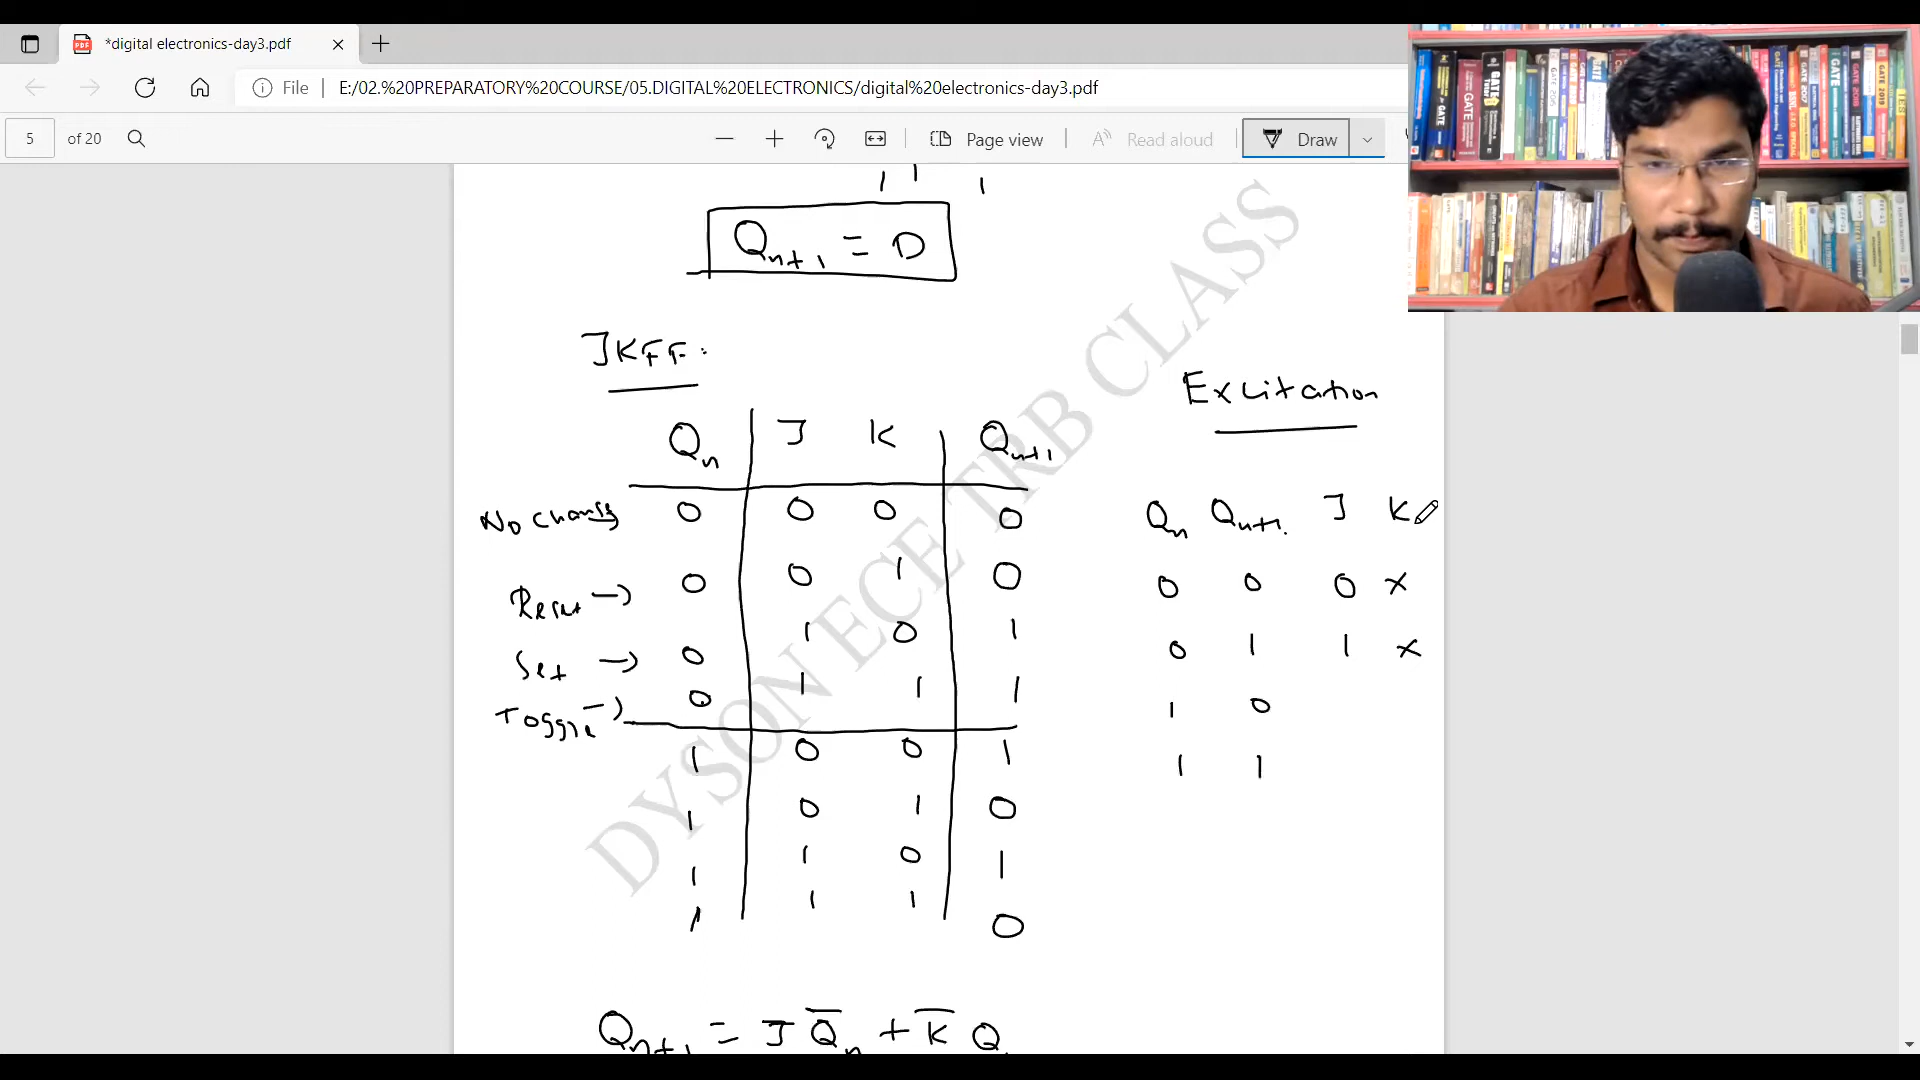 *digital electronics-day3.pdf
File | E:/02.%20PREPARATORY%20COURSE/05.DIGITAL%20ELECTRONICS/digital%20electronics-day3.pdf
5 of 20
Page view
Read aloud
Draw
DYSON ECE TRB CLASS
Qn+1 = D
JKFF:
Excitation
Qn J K Qn+1
No change 0 0 0 0
Reset → 0 0 1 0
Set → 0 1 0 1
Toggle → 0 1 1 1
1 0 0 1
1 0 1 0
1 1 0 1
1 1 1 0
Qn Qn+1 J K
0 0 0 x
0 1 1 x
1 0
1 1
Qn+1 = J Q̅n + K̅ Q
GATE
GATE